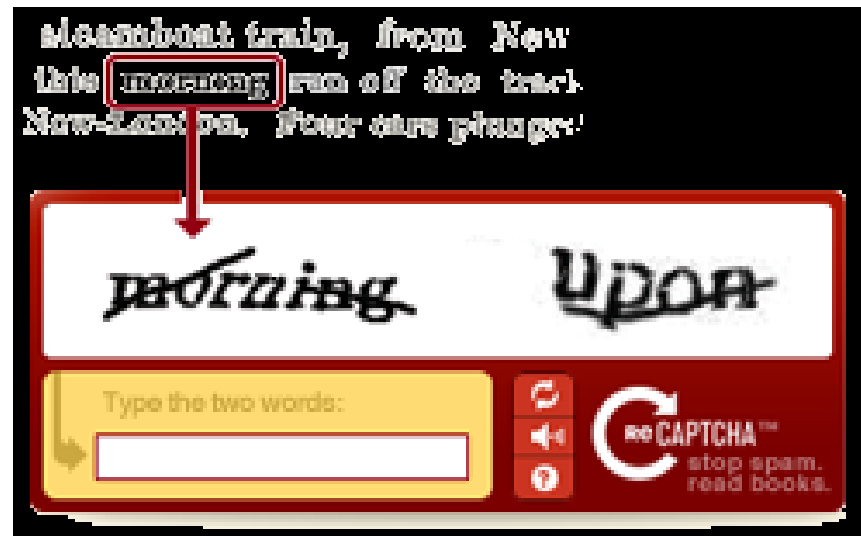 steamboat train, from New
this morning ran off the track
New-London. Four cars plunged
morning upon
Type the two words:
reCAPTCHA™
stop spam.
read books.